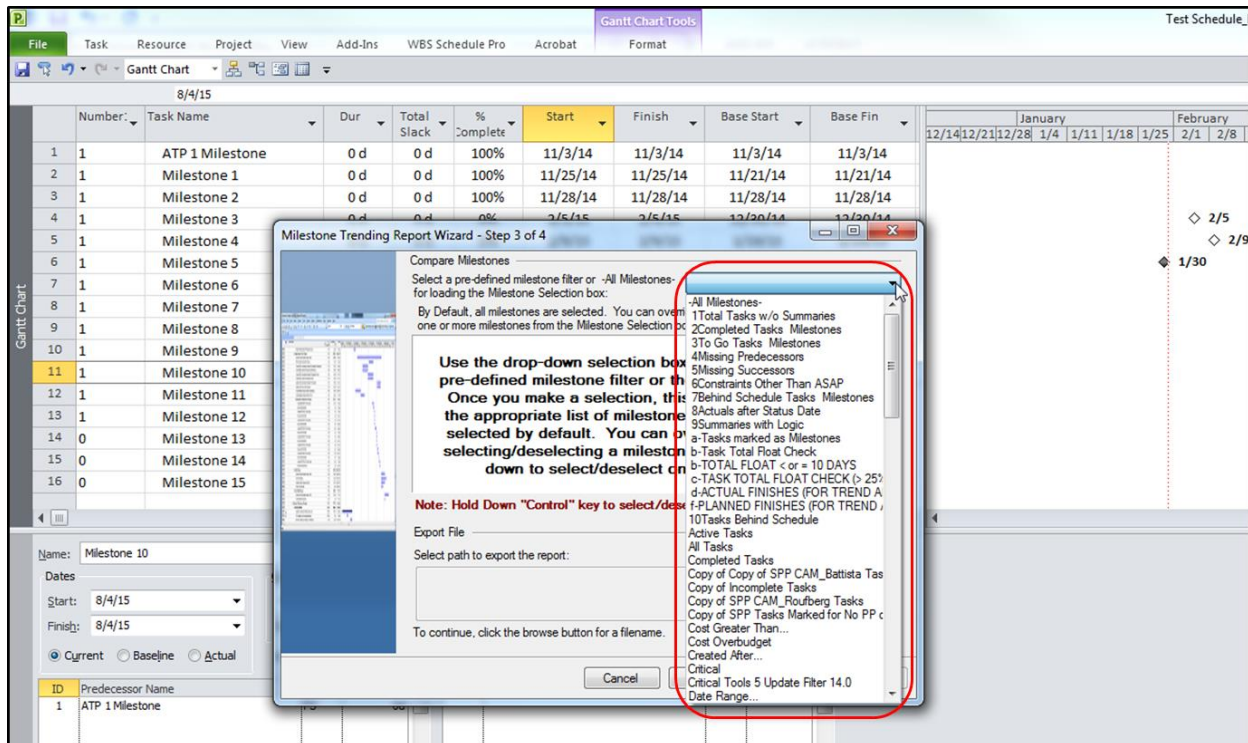 Gantt Chart Tools
Test Schedule_
File Task Resource Project View Add-Ins WBS Schedule Pro Acrobat Format
Gantt Chart
8/4/15
Number: Task Name Dur Total Slack % Complete Start Finish Base Start Base Fin
January February
12/14 12/21 12/28 1/4 1/11 1/18 1/25 2/1 2/8
1 1 ATP 1 Milestone 0 d 0 d 100% 11/3/14 11/3/14 11/3/14 11/3/14
2 1 Milestone 1 0 d 0 d 100% 11/25/14 11/25/14 11/21/14 11/21/14
3 1 Milestone 2 0 d 0 d 100% 11/28/14 11/28/14 11/28/14 11/28/14
4 1 Milestone 3 0 d 0 d 0% 2/5/15 2/5/15 12/30/14 12/30/14
2/5
5 1 Milestone 4
2/9
6 1 Milestone 5
1/30
7 1 Milestone 6
8 1 Milestone 7
9 1 Milestone 8
10 1 Milestone 9
11 1 Milestone 10
12 1 Milestone 11
13 1 Milestone 12
14 0 Milestone 13
15 0 Milestone 14
16 0 Milestone 15
Gantt Chart
Milestone Trending Report Wizard - Step 3 of 4
Compare Milestones
Select a pre-defined milestone filter or -All Milestones-
for loading the Milestone Selection box:
By Default, all milestones are selected. You can overri
one or more milestones from the Milestone Selection bo
Use the drop-down selection box
pre-defined milestone filter or th
Once you make a selection, this
the appropriate list of milestone
selected by default. You can ov
selecting/deselecting a mileston
down to select/deselect on
Note: Hold Down "Control" key to select/dese
Export File
Select path to export the report:
To continue, click the browse button for a filename.
Cancel
-All Milestones-
1Total Tasks w/o Summaries
2Completed Tasks Milestones
3To Go Tasks Milestones
4Missing Predecessors
5Missing Successors
6Constraints Other Than ASAP
7Behind Schedule Tasks Milestones
8Actuals after Status Date
9Summaries with Logic
a-Tasks marked as Milestones
b-Task Total Float Check
b-TOTAL FLOAT < or = 10 DAYS
c-TASK TOTAL FLOAT CHECK (> 25%
d-ACTUAL FINISHES (FOR TREND A
f-PLANNED FINISHES (FOR TREND
10Tasks Behind Schedule
Active Tasks
All Tasks
Completed Tasks
Copy of Copy of SPP CAM_Battista Tas
Copy of Incomplete Tasks
Copy of SPP CAM_Roufberg Tasks
Copy of SPP Tasks Marked for No PP c
Cost Greater Than...
Cost Overbudget
Created After...
Critical
Critical Tools 5 Update Filter 14.0
Date Range...
Name: Milestone 10
Dates
Start: 8/4/15
Finish: 8/4/15
Current Baseline Actual
ID Predecessor Name
1 ATP 1 Milestone